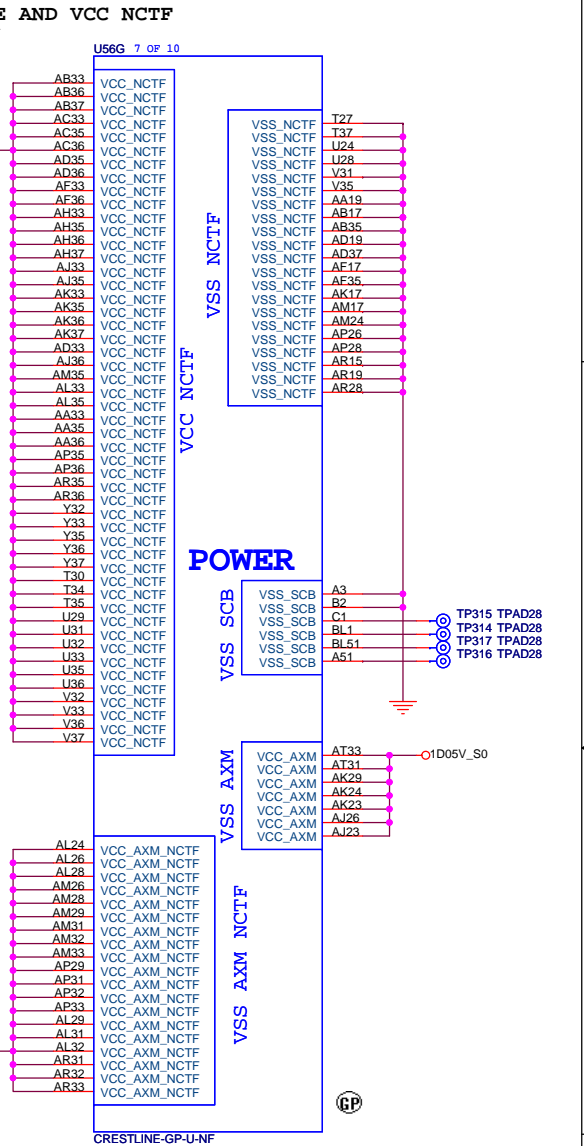 E AND VCC NCTF
U56G 7 OF 10
AB33 VCC_NCTF
AB36 VCC_NCTF
AB37 VCC_NCTF
AC33 VCC_NCTF
AC35 VCC_NCTF
AC36 VCC_NCTF
AD35 VCC_NCTF
AD36 VCC_NCTF
AF33 VCC_NCTF
AF36 VCC_NCTF
AH33 VCC_NCTF
AH35 VCC_NCTF
AH36 VCC_NCTF
AH37 VCC_NCTF
AJ33 VCC_NCTF
AJ35 VCC_NCTF
AK33 VCC_NCTF
AK35 VCC_NCTF
AK36 VCC_NCTF
AK37 VCC_NCTF
AD33 VCC_NCTF
AJ36 VCC_NCTF
AM35 VCC_NCTF
AL33 VCC_NCTF
AL35 VCC_NCTF
AA33 VCC_NCTF
AA35 VCC_NCTF
AA36 VCC_NCTF
AP35 VCC_NCTF
AP36 VCC_NCTF
AR35 VCC_NCTF
AR36 VCC_NCTF
Y32 VCC_NCTF
Y33 VCC_NCTF
Y35 VCC_NCTF
Y36 VCC_NCTF
Y37 VCC_NCTF
T30 VCC_NCTF
T34 VCC_NCTF
T35 VCC_NCTF
U29 VCC_NCTF
U31 VCC_NCTF
U32 VCC_NCTF
U33 VCC_NCTF
U35 VCC_NCTF
U36 VCC_NCTF
V32 VCC_NCTF
V33 VCC_NCTF
V36 VCC_NCTF
V37 VCC_NCTF
VCC NCTF
VSS NCTF
VSS_NCTF T27
VSS_NCTF T37
VSS_NCTF U24
VSS_NCTF U28
VSS_NCTF V31
VSS_NCTF V35
VSS_NCTF AA19
VSS_NCTF AB17
VSS_NCTF AB35
VSS_NCTF AD19
VSS_NCTF AD37
VSS_NCTF AF17
VSS_NCTF AF35
VSS_NCTF AK17
VSS_NCTF AM17
VSS_NCTF AM24
VSS_NCTF AP26
VSS_NCTF AP28
VSS_NCTF AR15
VSS_NCTF AR19
VSS_NCTF AR28
POWER
VSS SCB
VSS_SCB A3
VSS_SCB B2
VSS_SCB C1 TP315 TPAD28
VSS_SCB BL1 TP314 TPAD28
VSS_SCB BL51 TP317 TPAD28
VSS_SCB A51 TP316 TPAD28
VSS AXM
VCC_AXM AT33 1D05V_S0
VCC_AXM AT31
VCC_AXM AK29
VCC_AXM AK24
VCC_AXM AK23
VCC_AXM AJ26
VCC_AXM AJ23
AL24 VCC_AXM_NCTF
AL26 VCC_AXM_NCTF
AL28 VCC_AXM_NCTF
AM26 VCC_AXM_NCTF
AM28 VCC_AXM_NCTF
AM29 VCC_AXM_NCTF
AM31 VCC_AXM_NCTF
AM32 VCC_AXM_NCTF
AM33 VCC_AXM_NCTF
AP29 VCC_AXM_NCTF
AP31 VCC_AXM_NCTF
AP32 VCC_AXM_NCTF
AP33 VCC_AXM_NCTF
AL29 VCC_AXM_NCTF
AL31 VCC_AXM_NCTF
AL32 VCC_AXM_NCTF
AR31 VCC_AXM_NCTF
AR32 VCC_AXM_NCTF
AR33 VCC_AXM_NCTF
VSS AXM NCTF
GP
CRESTLINE-GP-U-NF